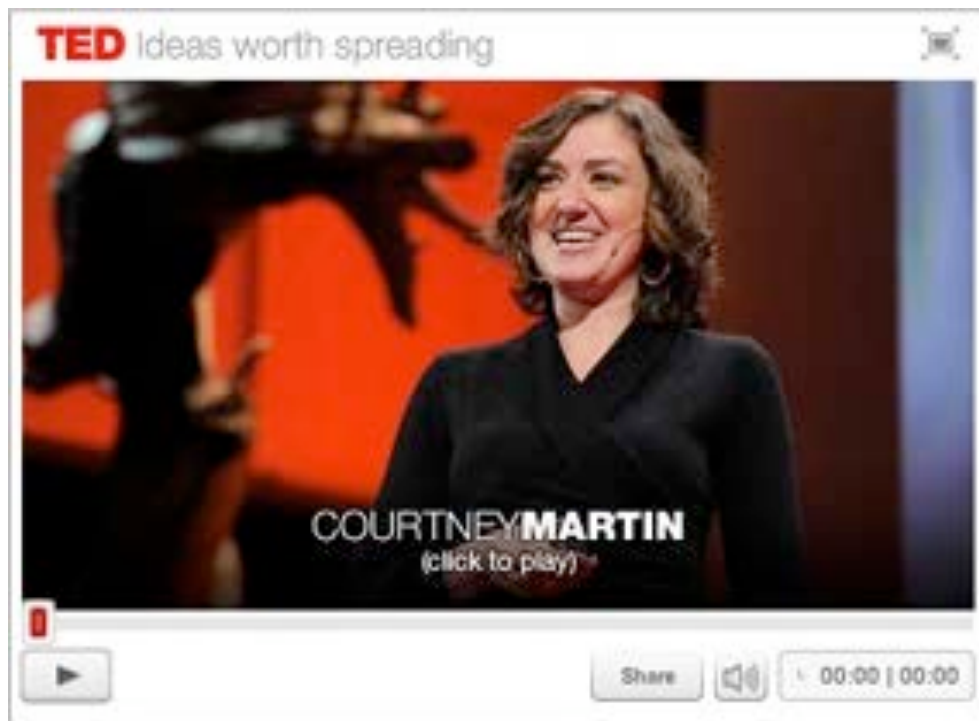 TED Ideas worth spreading
COURTNEYMARTIN
(click to play)
Share
00:00 | 00:00